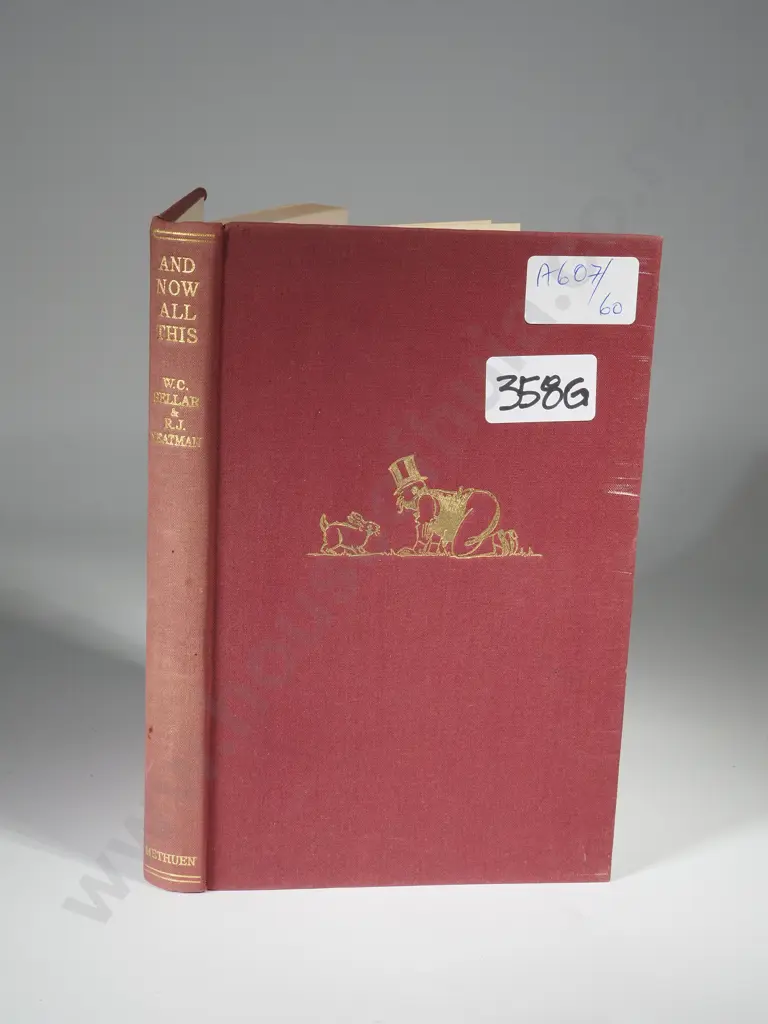 AND
NOW
ALL
THIS
W.C.
SELLAR
&
R.J.
YEATMAN
METHUEN
A607/
60
358G